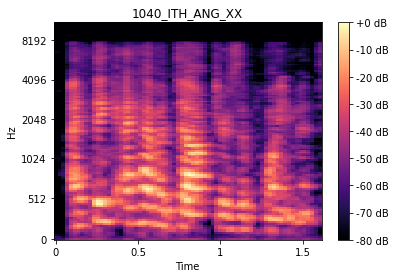 1040_ITH_ANG_XX
Hz
8192
4096
2048
1024
512
0
0
0.5
1
1.5
Time
+0 dB
-10 dB
-20 dB
-30 dB
-40 dB
-50 dB
-60 dB
-70 dB
-80 dB